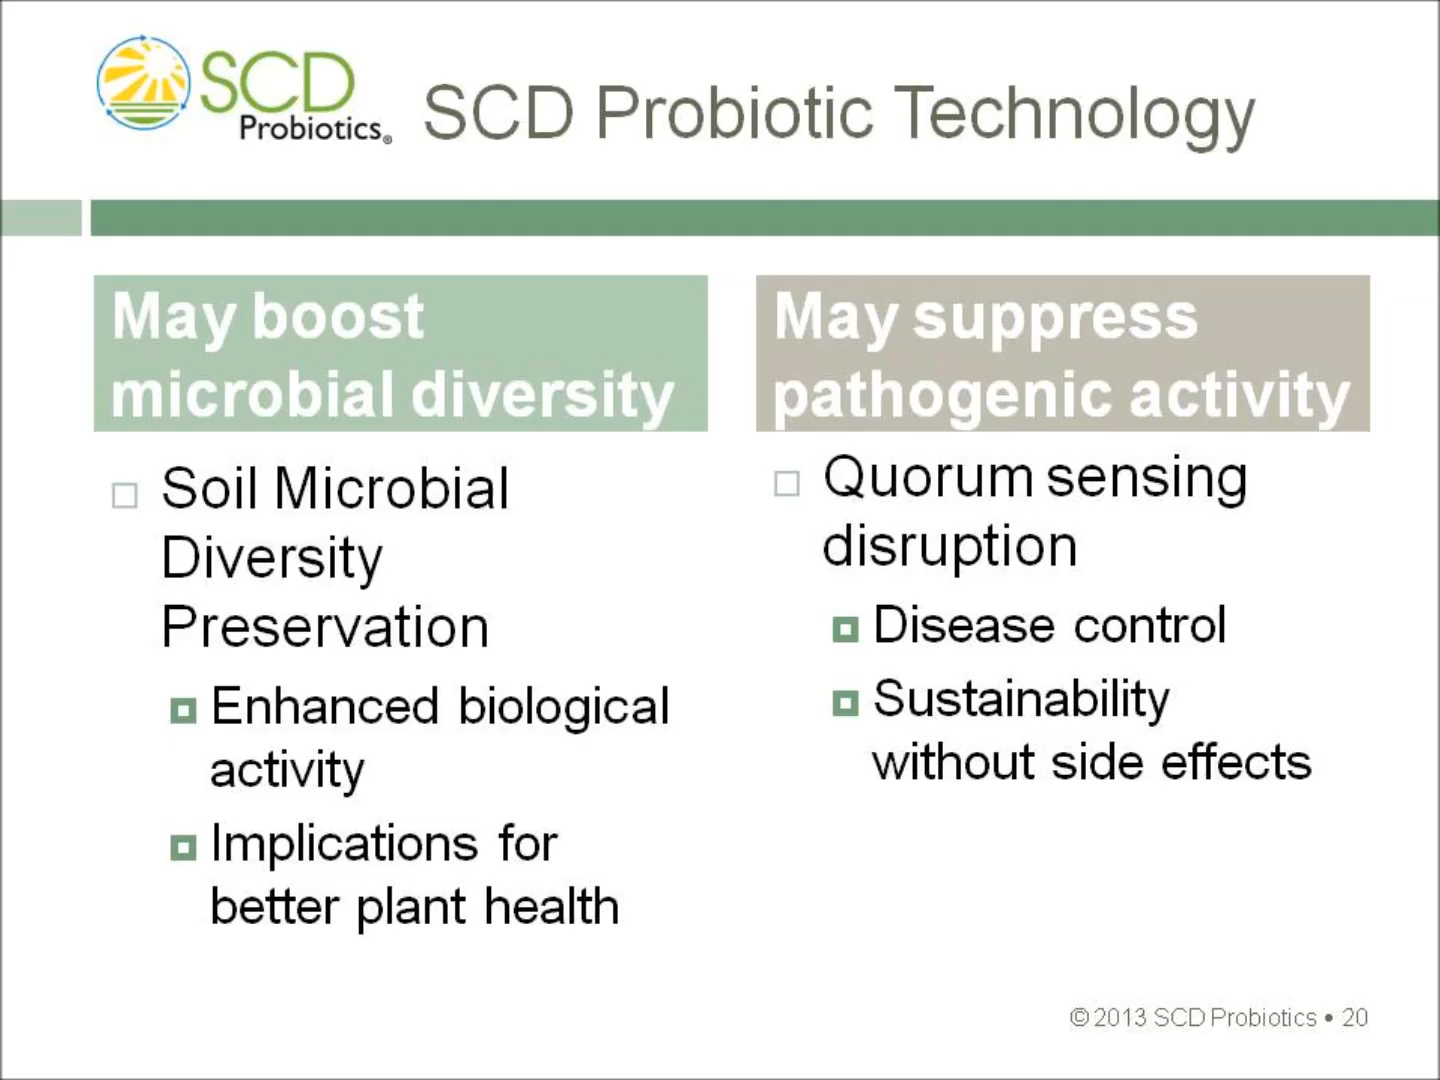 SCD
Probiotics®
SCD Probiotic Technology
May boost
microbial diversity
Soil Microbial
Diversity
Preservation
Enhanced biological
activity
Implications for
better plant health
May suppress
pathogenic activity
Quorum sensing
disruption
Disease control
Sustainability
without side effects
© 2013 SCD Probiotics • 20